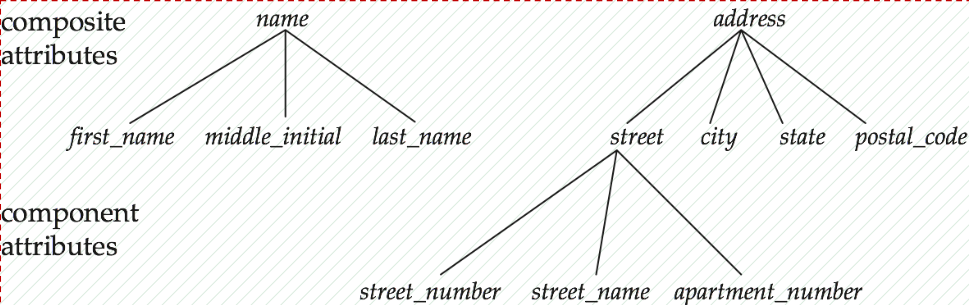 composite
attributes
name
address
first_name middle_initial last_name
street city state postal_code
component
attributes
street_number street_name apartment_number